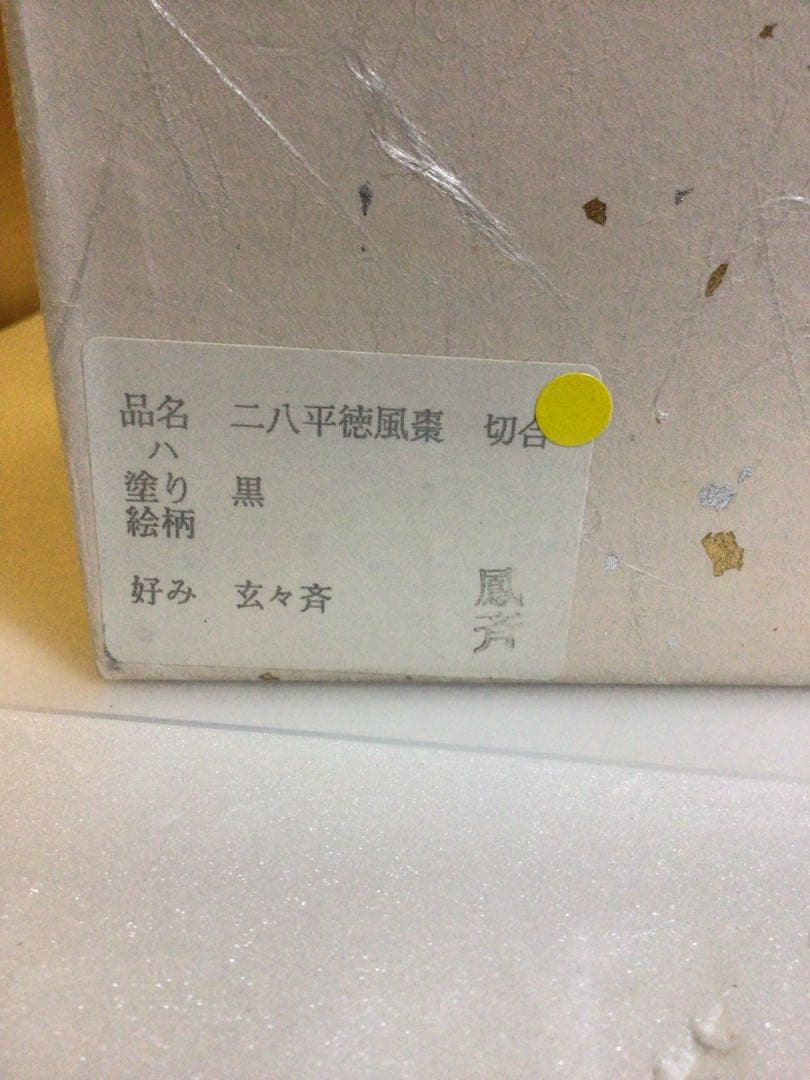 品名 二八平徳風棗 切合
ハ
塗り 黒
絵柄
好み 玄々斉
鳳斉